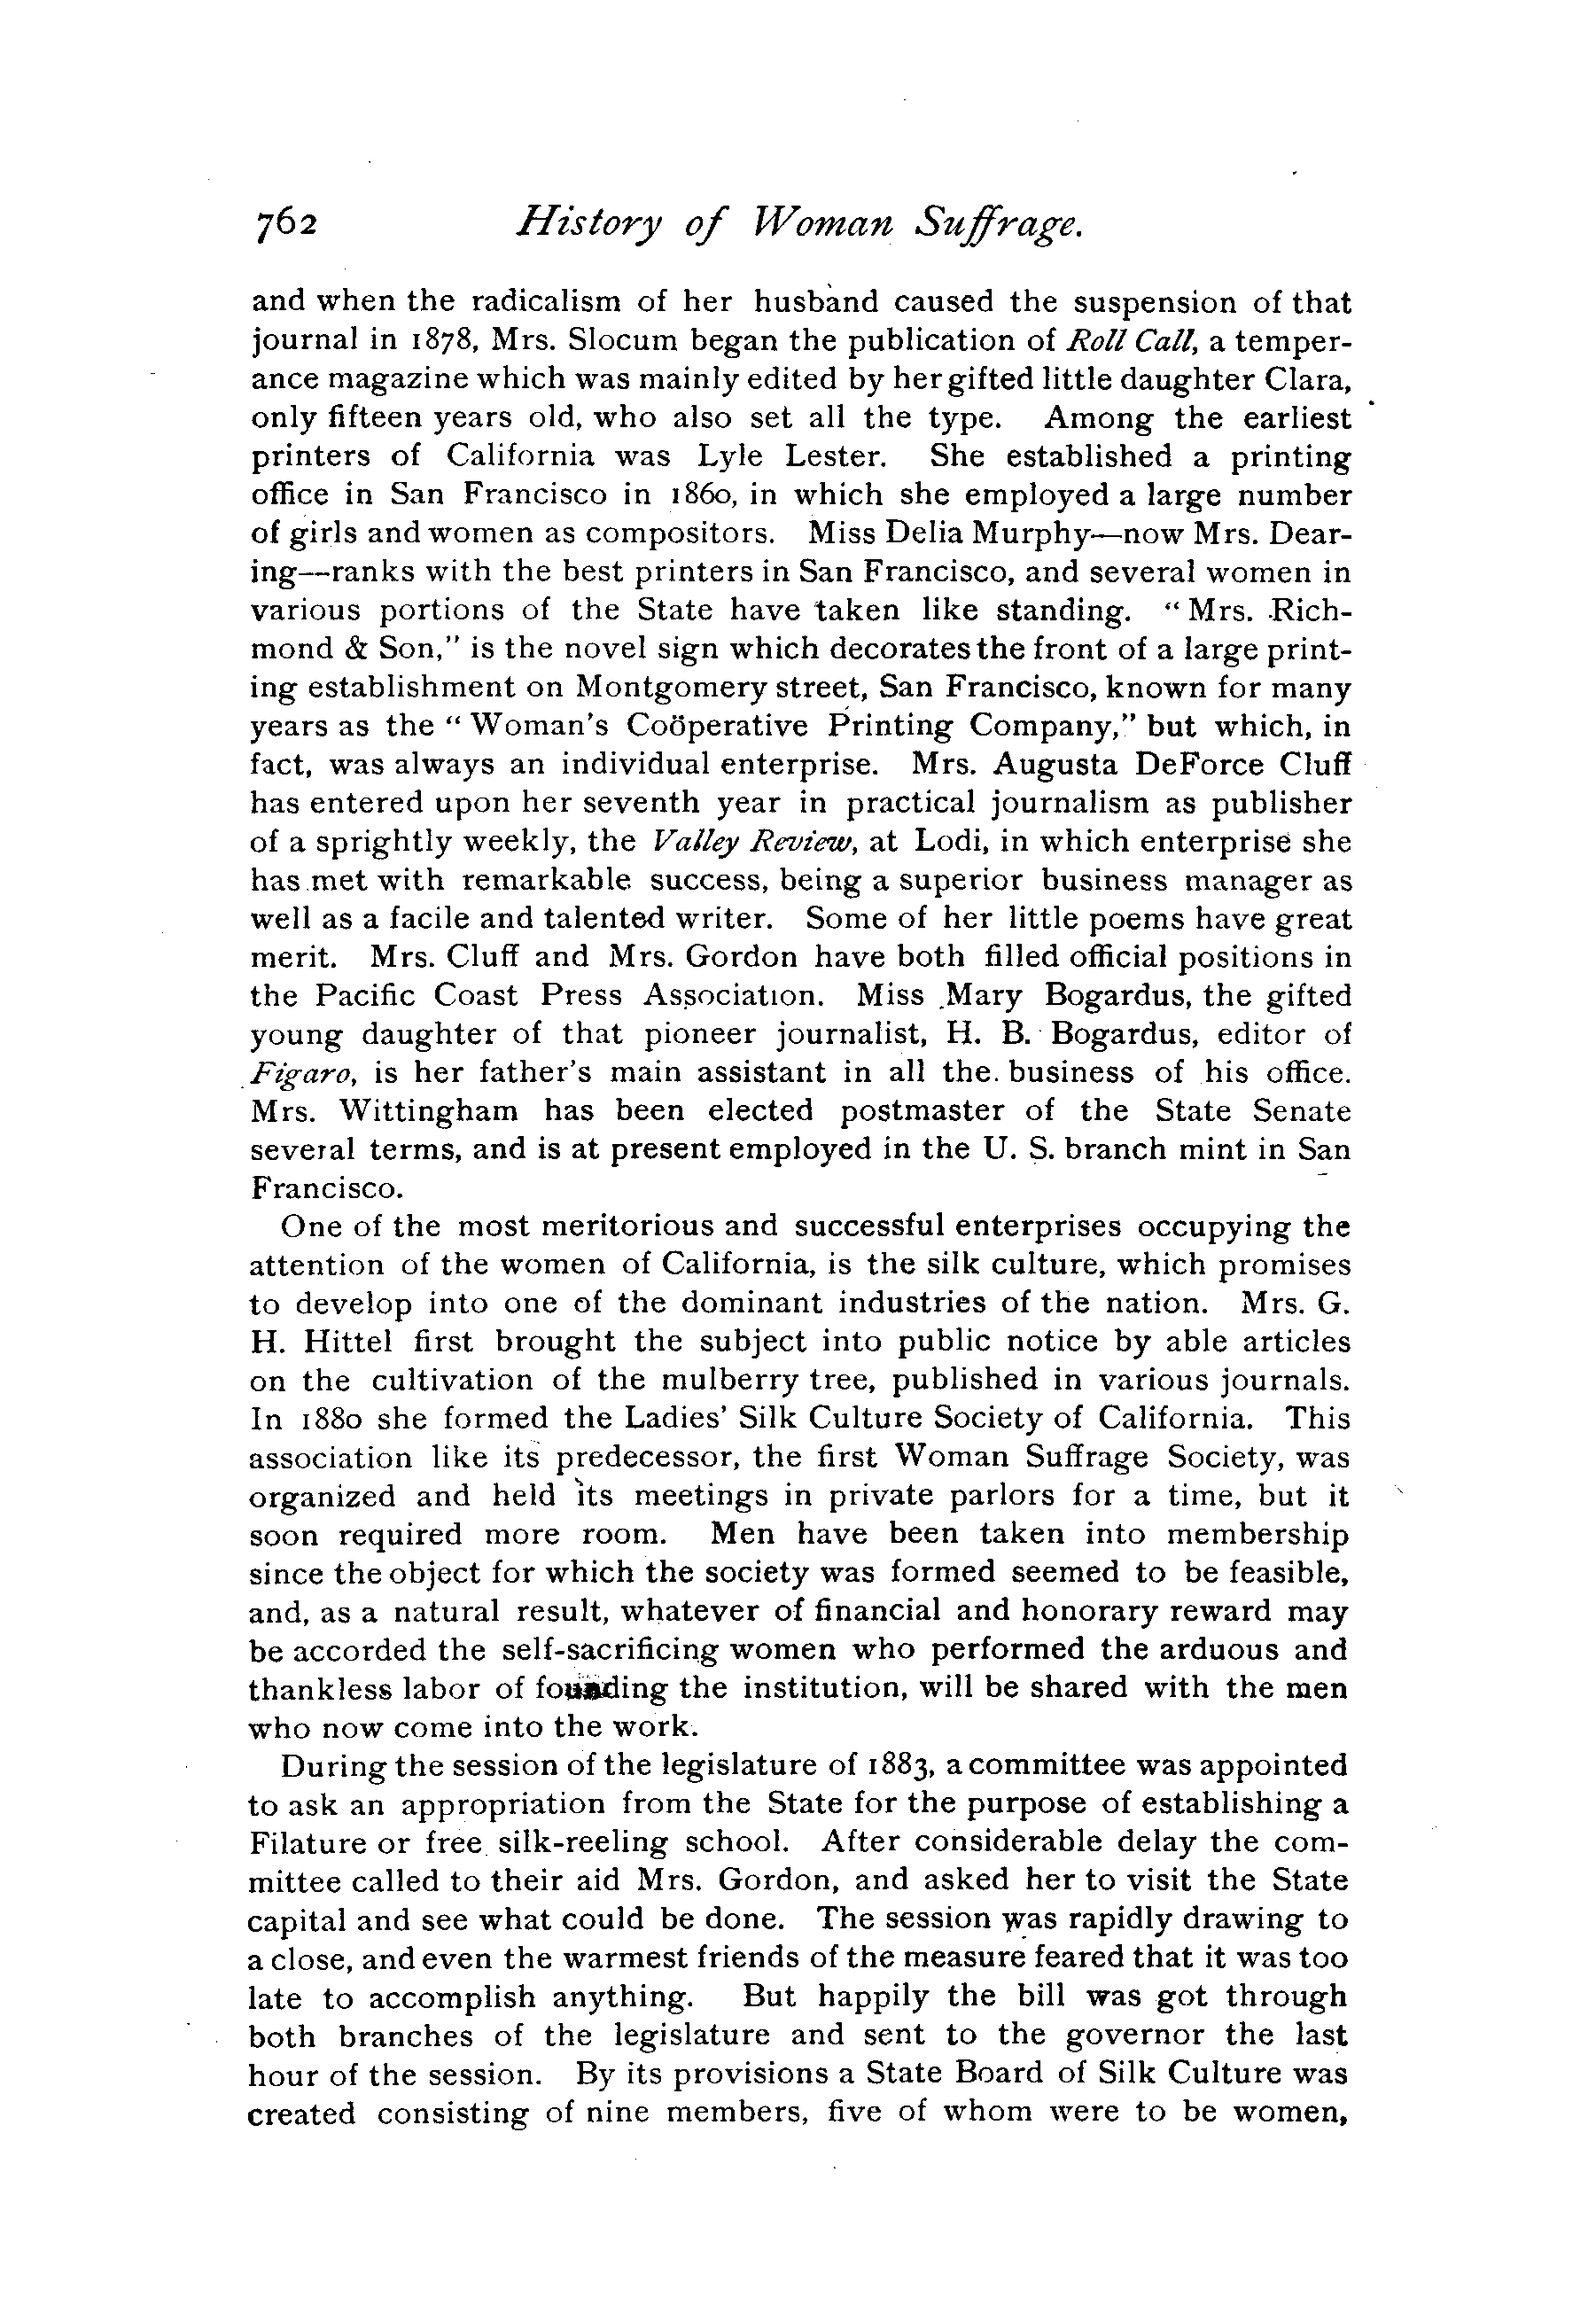 762 History of Woman Suffrage.
and when the radicalism of her husband caused the suspension of that
journal in 1878, Mrs. Slocum began the publication of Roll Call, a temper-
ance magazine which was mainly edited by her gifted little daughter Clara,
only fifteen years old, who also set all the type. Among the earliest
printers of California was Lyle Lester. She established a printing
office in San Francisco in 1860, in which she employed a large number
of girls and women as compositors. Miss Delia Murphy—now Mrs. Dear-
ing—ranks with the best printers in San Francisco, and several women in
various portions of the State have taken like standing. "Mrs. Rich-
mond & Son," is the novel sign which decorates the front of a large print-
ing establishment on Montgomery street, San Francisco, known for many
years as the "Woman's Coöperative Printing Company," but which, in
fact, was always an individual enterprise. Mrs. Augusta DeForce Cluff
has entered upon her seventh year in practical journalism as publisher
of a sprightly weekly, the Valley Review, at Lodi, in which enterprise she
has met with remarkable success, being a superior business manager as
well as a facile and talented writer. Some of her little poems have great
merit. Mrs. Cluff and Mrs. Gordon have both filled official positions in
the Pacific Coast Press Association. Miss Mary Bogardus, the gifted
young daughter of that pioneer journalist, H. B. Bogardus, editor of
Figaro, is her father's main assistant in all the business of his office.
Mrs. Wittingham has been elected postmaster of the State Senate
several terms, and is at present employed in the U. S. branch mint in San
Francisco.
One of the most meritorious and successful enterprises occupying the
attention of the women of California, is the silk culture, which promises
to develop into one of the dominant industries of the nation. Mrs. G.
H. Hittel first brought the subject into public notice by able articles
on the cultivation of the mulberry tree, published in various journals.
In 1880 she formed the Ladies' Silk Culture Society of California. This
association like its predecessor, the first Woman Suffrage Society, was
organized and held its meetings in private parlors for a time, but it
soon required more room. Men have been taken into membership
since the object for which the society was formed seemed to be feasible,
and, as a natural result, whatever of financial and honorary reward may
be accorded the self-sacrificing women who performed the arduous and
thankless labor of founding the institution, will be shared with the men
who now come into the work.
During the session of the legislature of 1883, a committee was appointed
to ask an appropriation from the State for the purpose of establishing a
Filature or free silk-reeling school. After considerable delay the com-
mittee called to their aid Mrs. Gordon, and asked her to visit the State
capital and see what could be done. The session was rapidly drawing to
a close, and even the warmest friends of the measure feared that it was too
late to accomplish anything. But happily the bill was got through
both branches of the legislature and sent to the governor the last
hour of the session. By its provisions a State Board of Silk Culture was
created consisting of nine members, five of whom were to be women,